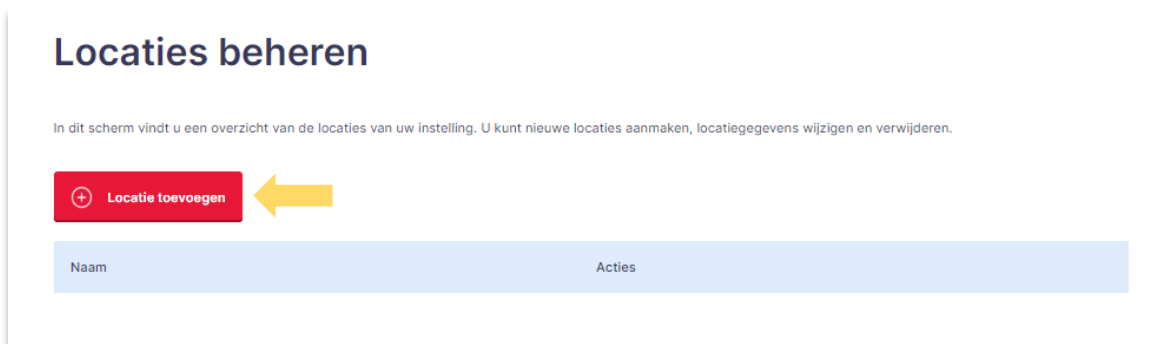 Locaties beheren
In dit scherm vindt u een overzicht van de locaties van uw instelling. U kunt nieuwe locaties aanmaken, locatiegegevens wijzigen en verwijderen.
Locatie toevoegen
Naam Acties